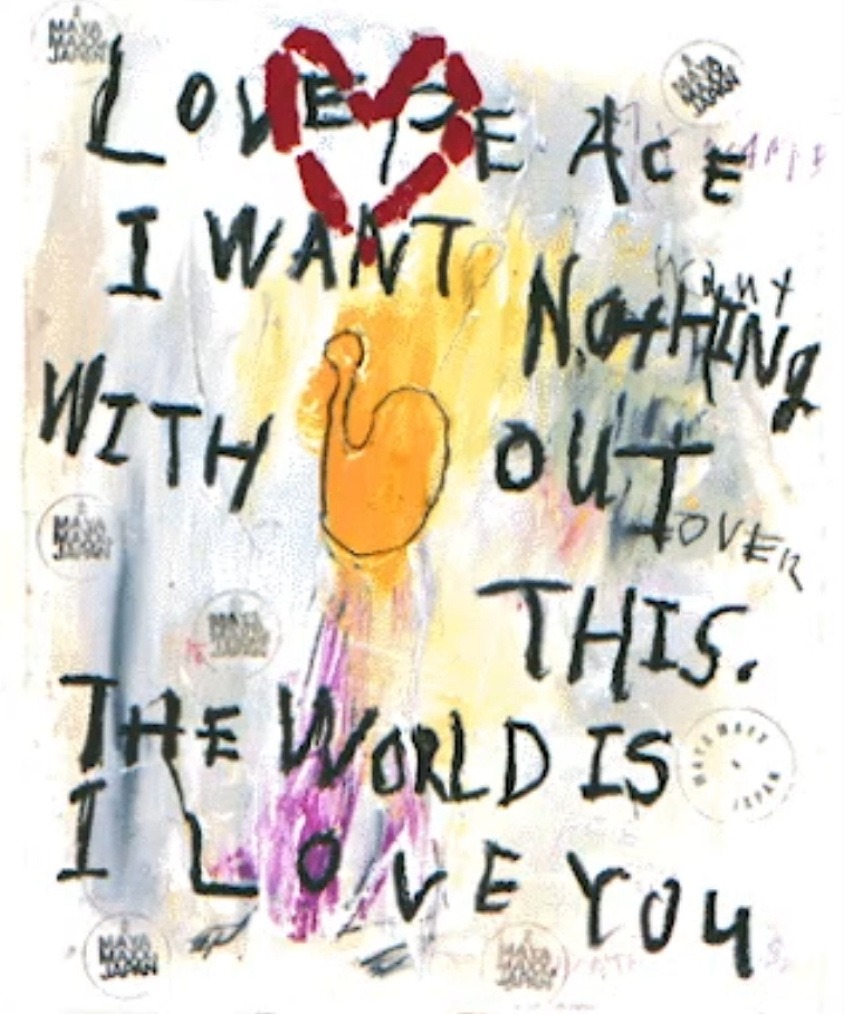 MAYA MAXX JAPAN
MAYA MAXX JAPAN
LOVE PEACE
I WANT
Want
NotHING
WITH OUT
OVER
MAYA MAXX JAPAN
THIS.
MAYA MAXX JAPAN
THE WORLD IS
MAYA MAXX JAPAN
I LOVE YOU
MAYA MAXX JAPAN
MAYA MAXX JAPAN